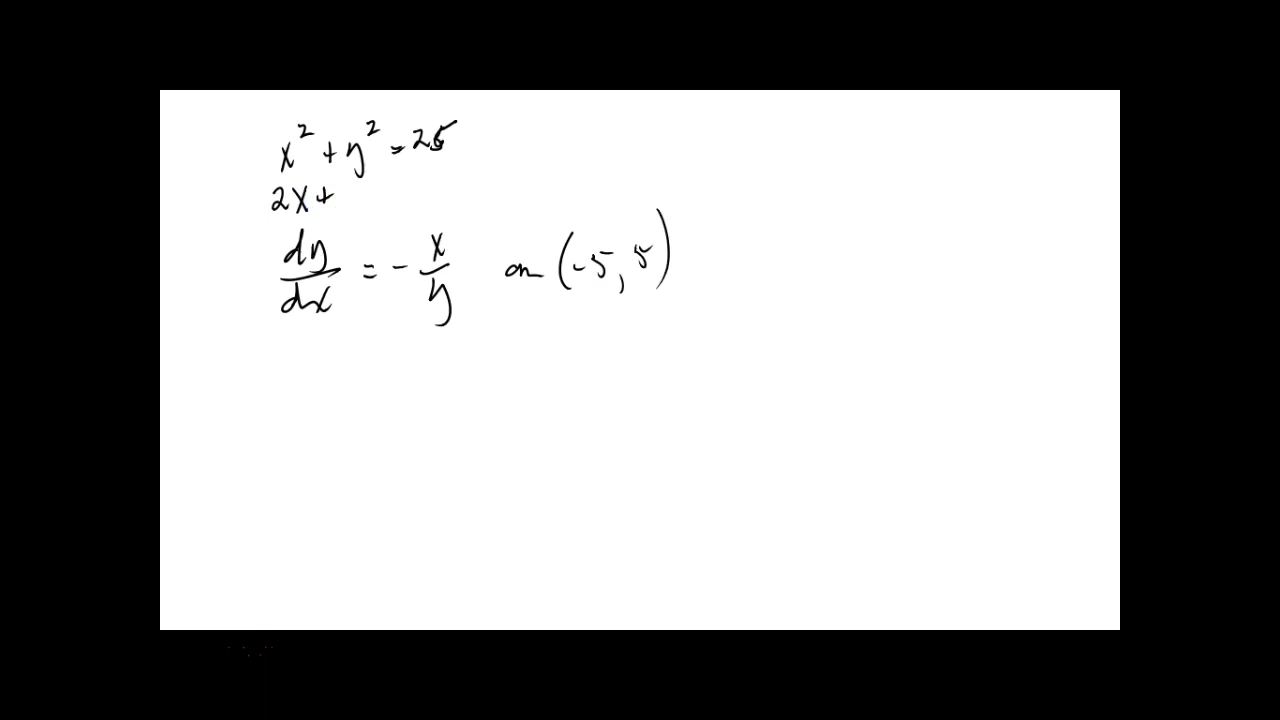 x² + y² = 25
2x +
dy/dx = - x/y on (-5, 5)